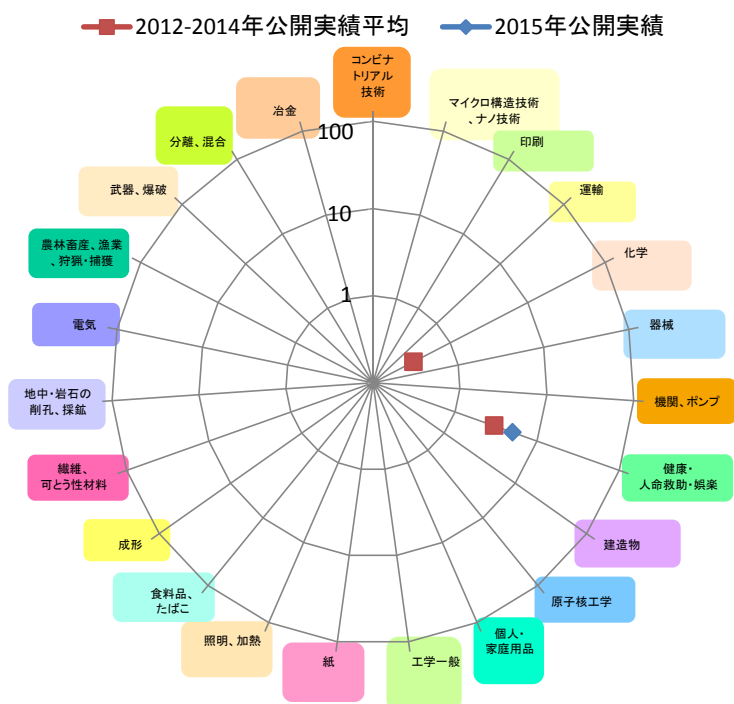 2012-2014年公開実績平均
2015年公開実績
コンビナ
トリアル
技術
マイクロ構造技術
、ナノ技術
印刷
運輸
化学
器械
機関、ポンプ
健康・
人命救助・娯楽
建造物
原子核工学
個人・
家庭用品
工学一般
紙
照明、加熱
食料品、
たばこ
成形
繊維、
可とう性材料
地中・岩石の
削孔、採鉱
電気
農林畜産、漁業
、狩猟・捕獲
武器、爆破
分離、混合
冶金
100
10
1